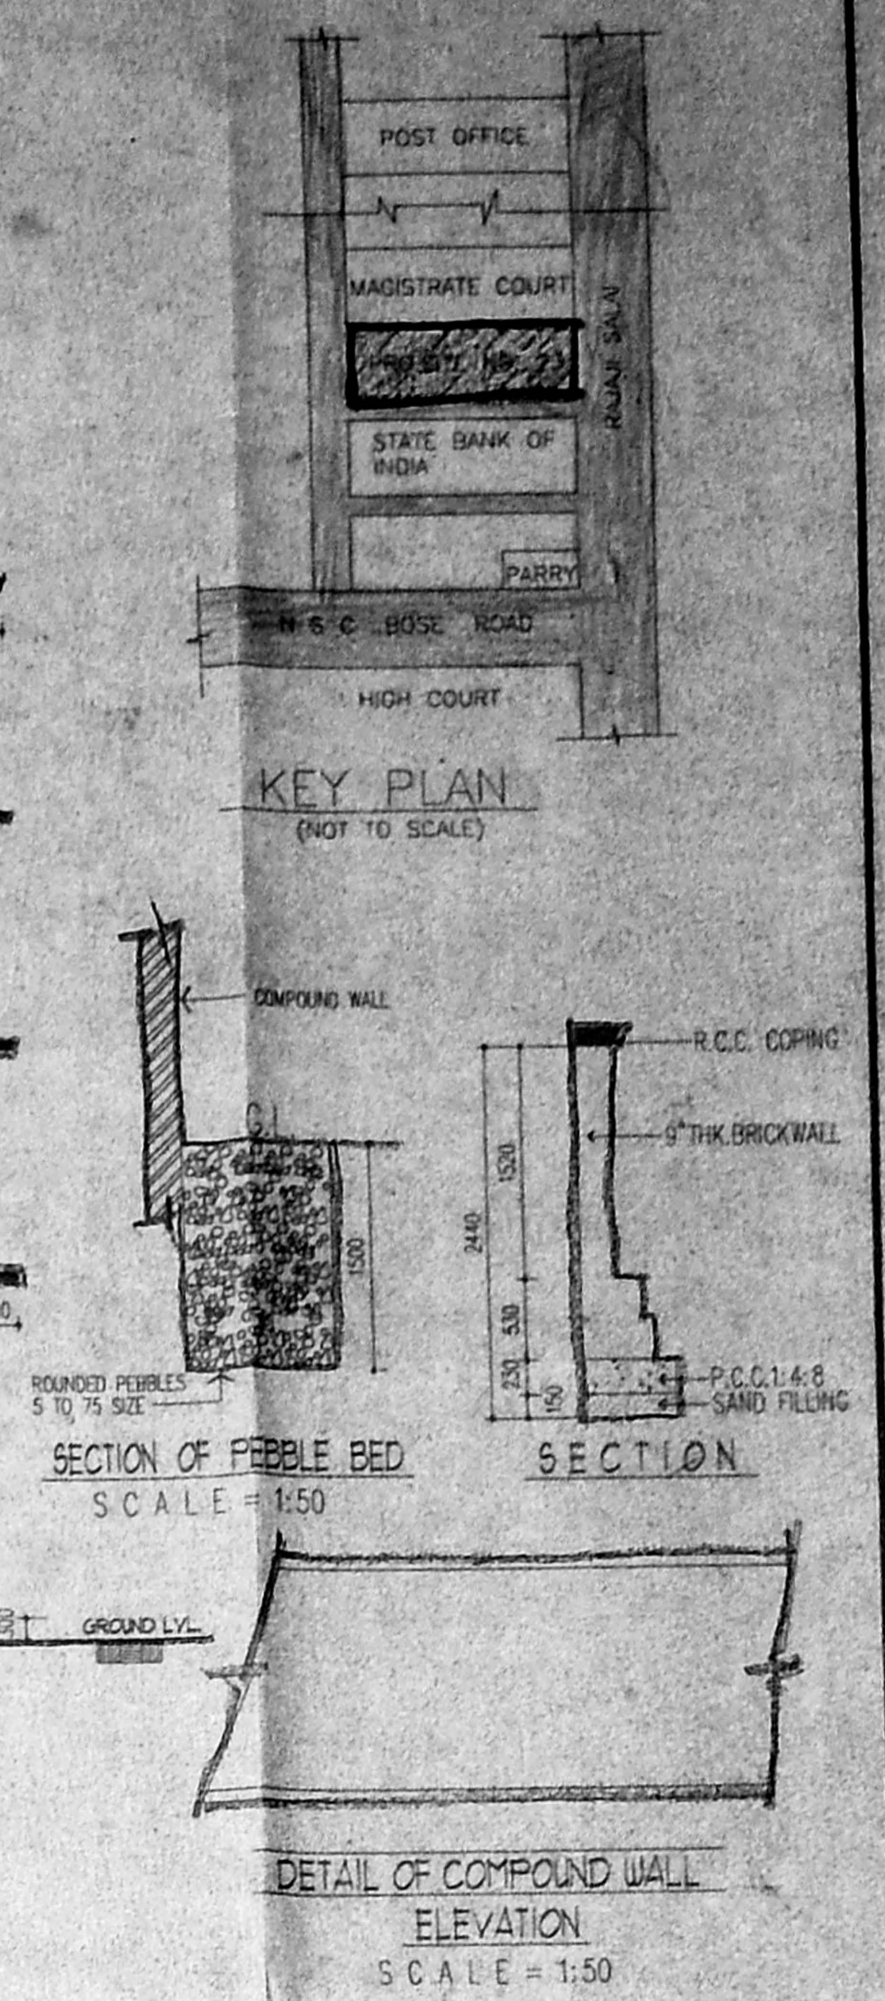 POST OFFICE
MAGISTRATE COURT
RAJAJI SALAI
STATE BANK OF
INDIA
PARRY
N S C BOSE ROAD
HIGH COURT
KEY PLAN
(NOT TO SCALE)
COMPOUND WALL
G.L
1500
ROUNDED PEBBLES
5 TO 75 SIZE
SECTION OF PEBBLE BED
SCALE = 1:50
R.C.C. COPING
9" THK. BRICKWALL
2440
1530
530
230
150
P.C.C. 1:4:8
SAND FILLING
SECTION
GROUND LVL
DETAIL OF COMPOUND WALL
ELEVATION
SCALE = 1:50